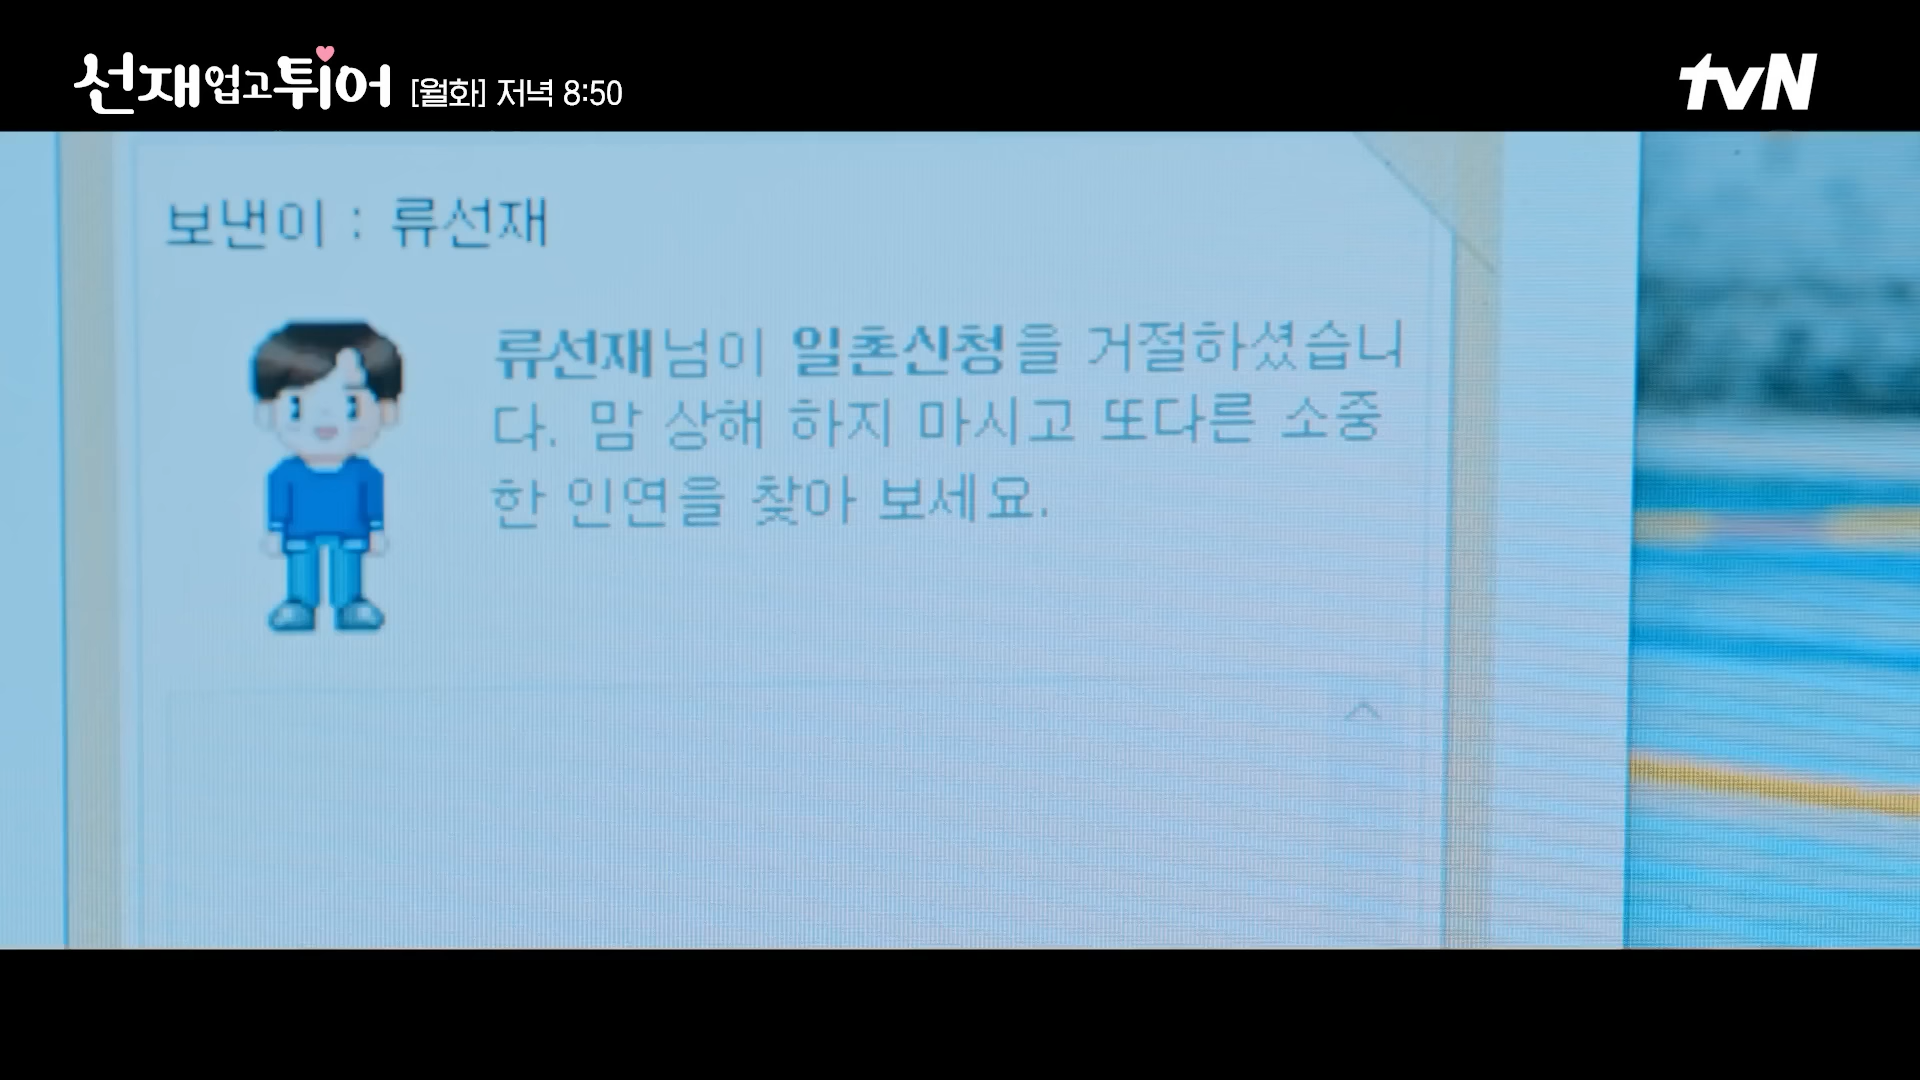 선재업고튀어 [월화] 저녁 8:50
tvN
보낸이 : 류선재
류선재님이 일촌신청을 거절하셨습니
다. 맘 상해 하지 마시고 또다른 소중
한 인연을 찾아 보세요.